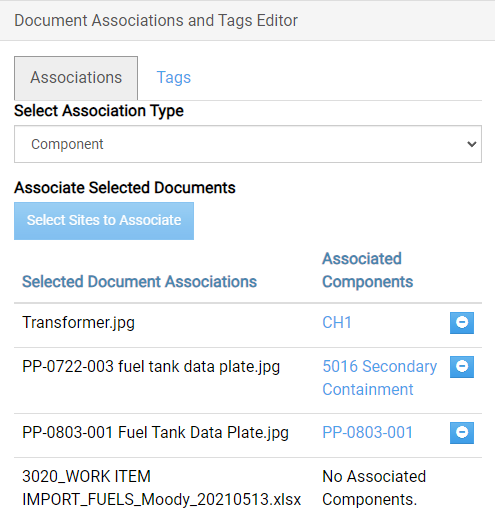 Document Associations and Tags Editor
Associations Tags
Select Association Type
Component
Associate Selected Documents
Select Sites to Associate
Selected Document Associations
Associated
Components
Transformer.jpg CH1
PP-0722-003 fuel tank data plate.jpg
5016 Secondary
Containment
PP-0803-001 Fuel Tank Data Plate.jpg PP-0803-001
3020_WORK ITEM
IMPORT_FUELS_Moody_20210513.xlsx
No Associated
Components.